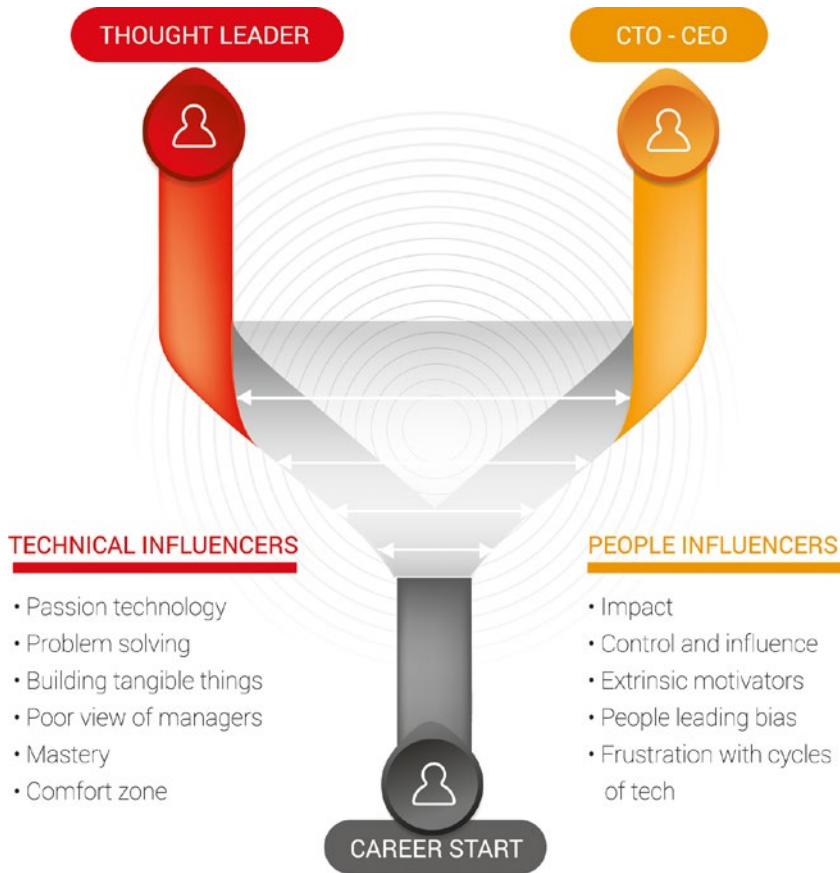 THOUGHT LEADER
CTO - CEO
TECHNICAL INFLUENCERS
• Passion technology
• Problem solving
• Building tangible things
• Poor view of managers
• Mastery
• Comfort zone
PEOPLE INFLUENCERS
• Impact
• Control and influence
• Extrinsic motivators
• People leading bias
• Frustration with cycles
of tech
CAREER START